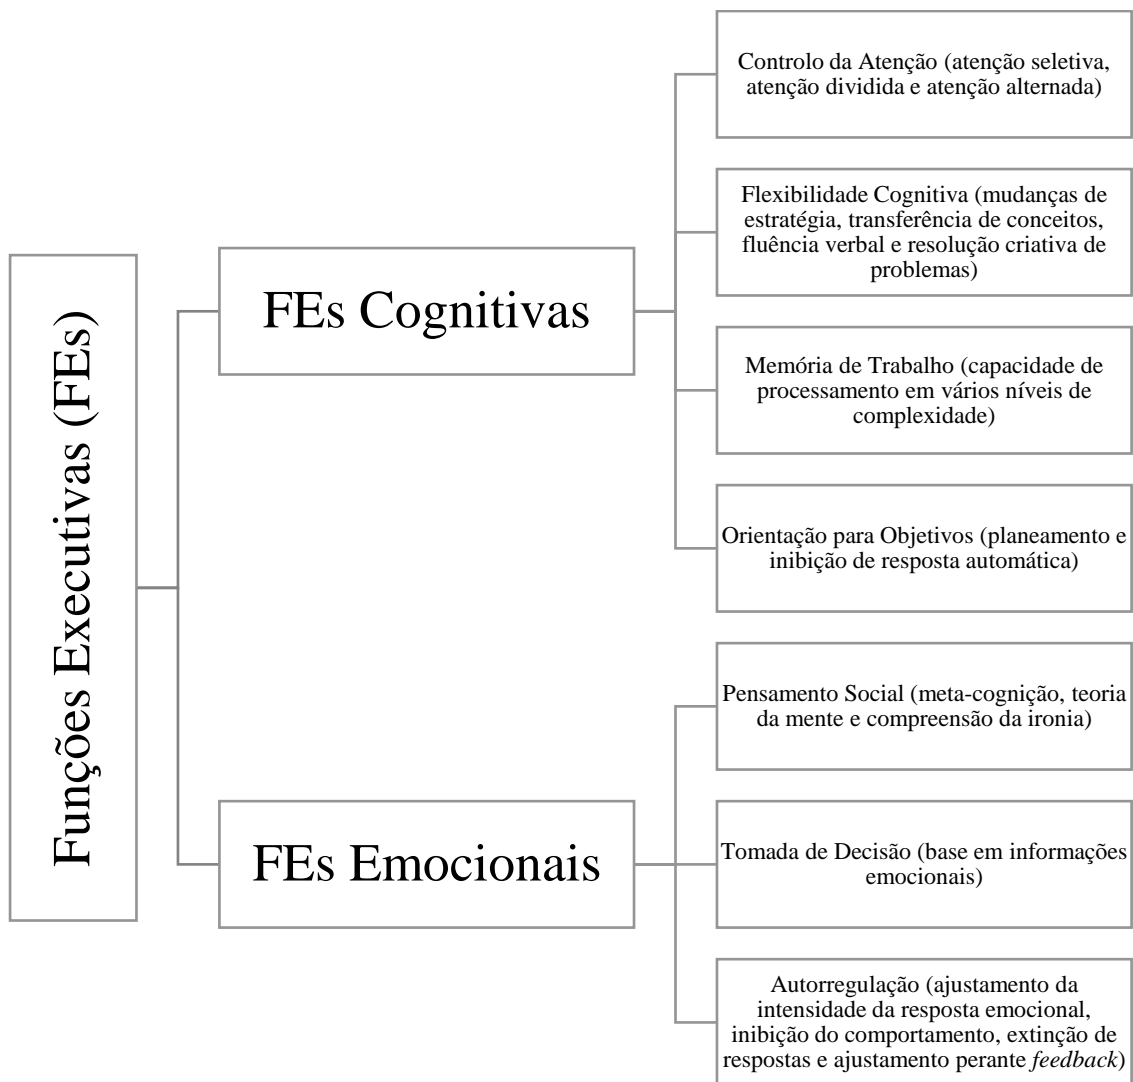 Funções Executivas (FEs)
FEs Cognitivas
Controlo da Atenção (atenção seletiva,
atenção dividida e atenção alternada)
Flexibilidade Cognitiva (mudanças de
estratégia, transferência de conceitos,
fluência verbal e resolução criativa de
problemas)
Memória de Trabalho (capacidade de
processamento em vários níveis de
complexidade)
Orientação para Objetivos (planeamento e
inibição de resposta automática)
FEs Emocionais
Pensamento Social (meta-cognição, teoria
da mente e compreensão da ironia)
Tomada de Decisão (base em informações
emocionais)
Autorregulação (ajustamento da
intensidade da resposta emocional,
inibição do comportamento, extinção de
respostas e ajustamento perante feedback)